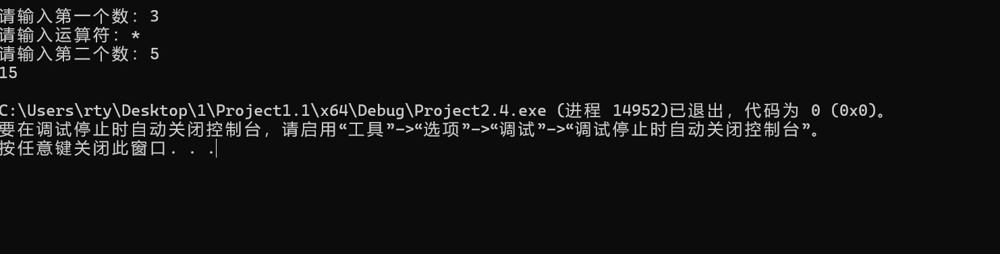 请输入第一个数：3
请输入运算符：*
请输入第二个数：5
15
C:\Users\rty\Desktop\1\Project1.1\x64\Debug\Project2.4.exe (进程 14952)已退出，代码为 0 (0x0)。
要在调试停止时自动关闭控制台，请启用“工具”->“选项”->“调试”->“调试停止时自动关闭控制台”。
按任意键关闭此窗口. . .